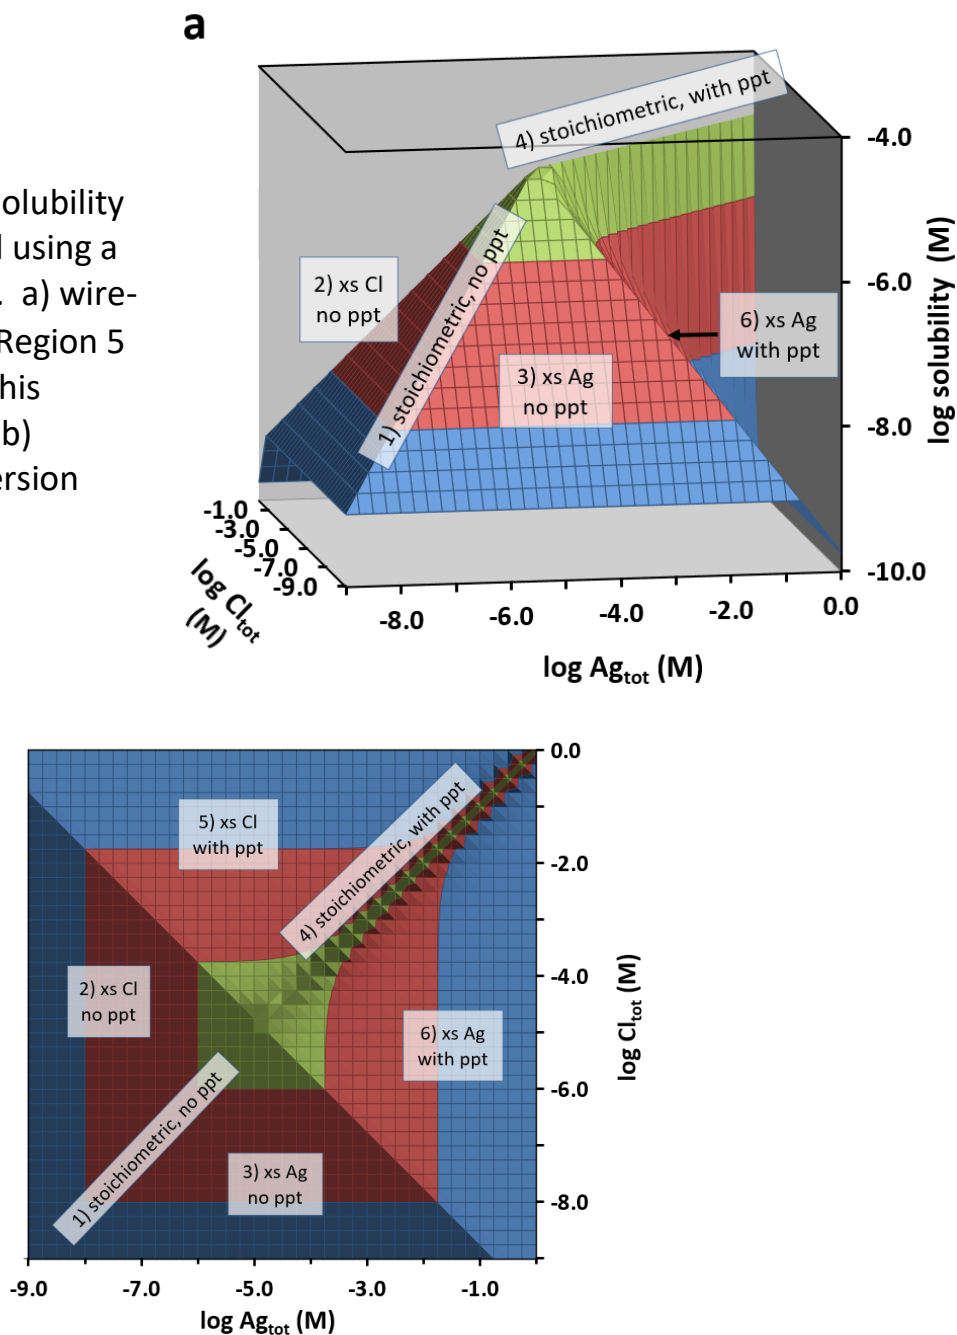 a
olubility
l using a
. a) wire-
Region 5
his
b)
ersion
4) stoichiometric, with ppt
-4.0
2) xs Cl
no ppt
1) stoichiometric, no ppt
-6.0
6) xs Ag
with ppt
3) xs Ag
no ppt
-8.0
-10.0
log solubility (M)
-1.0
-3.0
-5.0
-7.0
-9.0
log Cltot
(M)
-8.0 -6.0 -4.0 -2.0 0.0
log Agtot (M)
0.0
5) xs Cl
with ppt
4) stoichiometric, with ppt
-2.0
2) xs Cl
no ppt
-4.0
6) xs Ag
with ppt
-6.0
1) stoichiometric, no ppt
3) xs Ag
no ppt
-8.0
log Cltot (M)
-9.0 -7.0 -5.0 -3.0 -1.0
log Agtot (M)